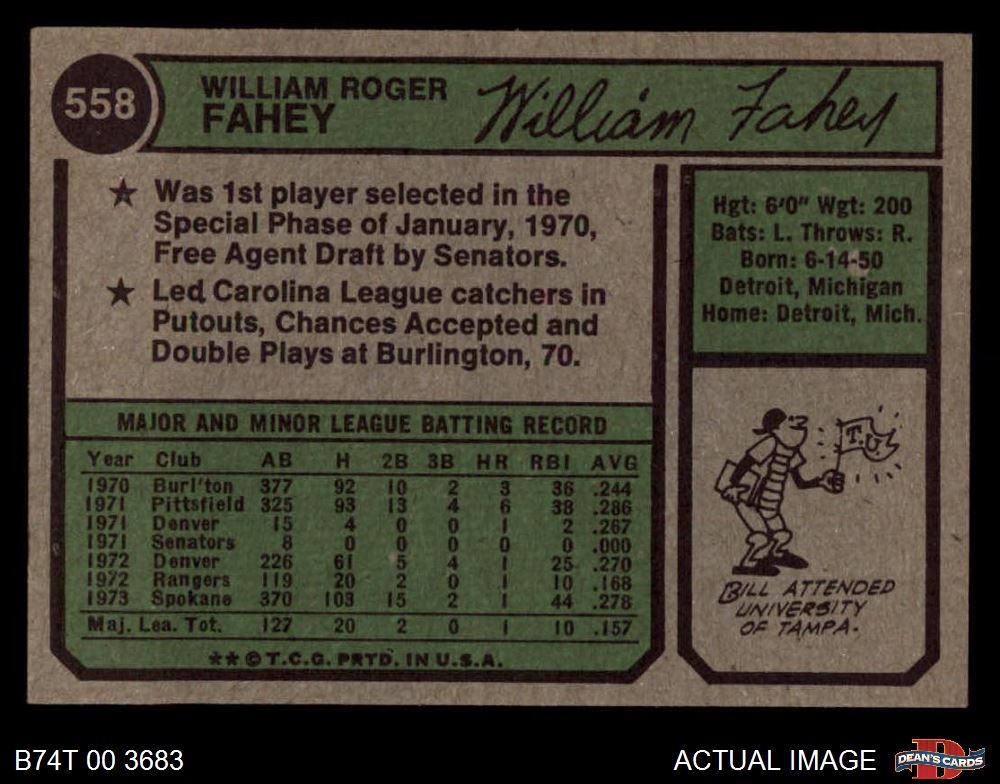 558
WILLIAM ROGER
FAHEY
William Fahey
★ Was 1st player selected in the
Special Phase of January, 1970,
Free Agent Draft by Senators.
★ Led Carolina League catchers in
Putouts, Chances Accepted and
Double Plays at Burlington, 70.
Hgt: 6'0" Wgt: 200
Bats: L. Throws: R.
Born: 6-14-50
Detroit, Michigan
Home: Detroit, Mich.
MAJOR AND MINOR LEAGUE BATTING RECORD
Year Club AB H 2B 3B HR RBI AVG
1970 Burl'ton 377 92 10 2 3 36 .244
1971 Pittsfield 325 93 13 4 6 38 .286
1971 Denver 15 4 0 0 1 2 .267
1971 Senators 8 0 0 0 0 0 .000
1972 Denver 226 61 5 4 1 25 .270
1972 Rangers 119 20 2 0 1 10 .168
1973 Spokane 370 103 15 2 1 44 .278
Maj. Lea. Tot. 127 20 2 0 1 10 .157
** © T.C.G. PRTD. IN U.S.A.
T.U.
BILL ATTENDED
UNIVERSITY
OF TAMPA.
B74T 00 3683
ACTUAL IMAGE
DEAN'S CARDS